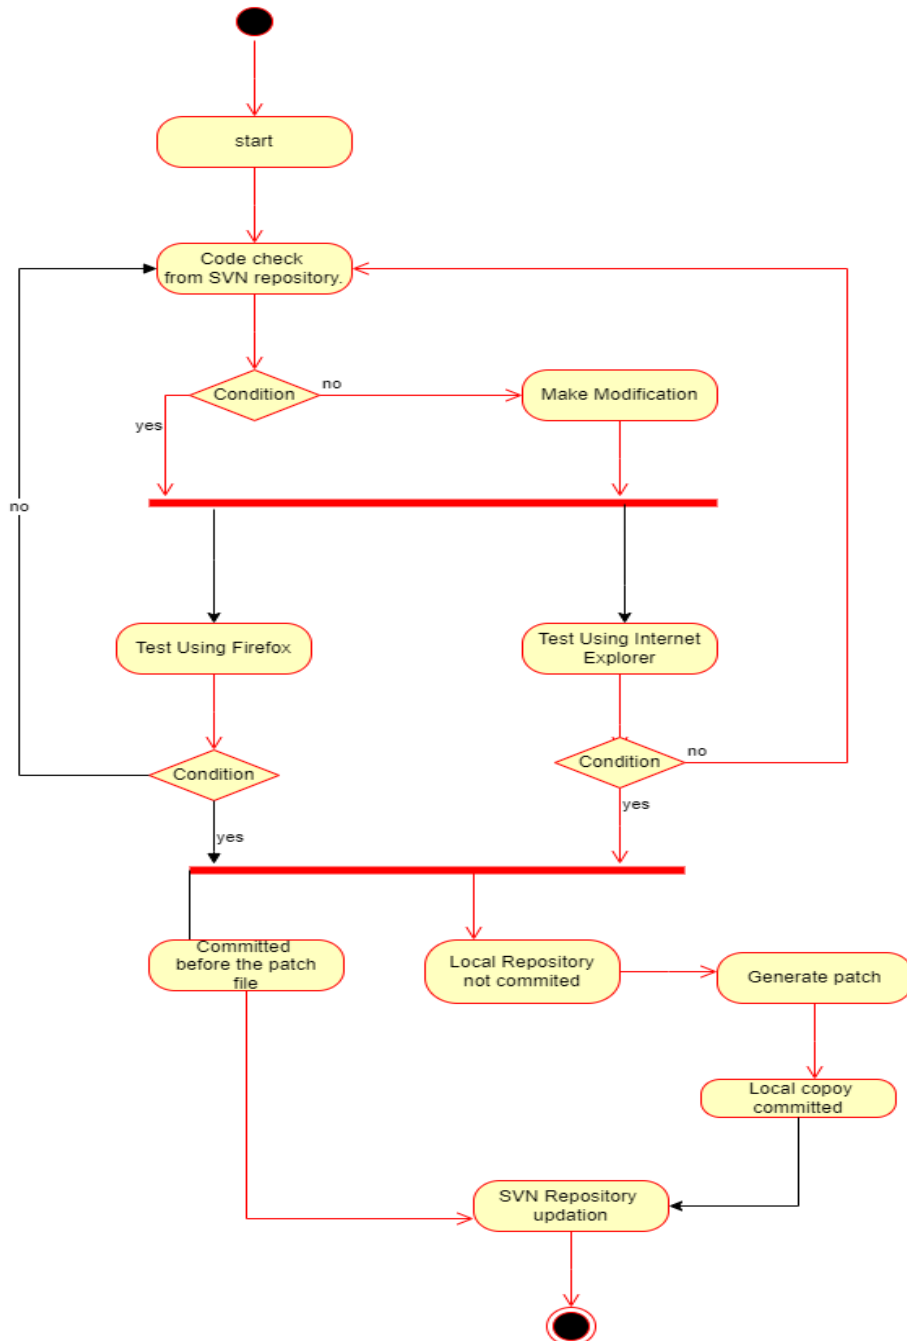 start
Code check
from SVN repository.
Condition
no
Make Modification
yes
no
Test Using Firefox
Test Using Internet
Explorer
Condition
Condition
no
yes
yes
Committed
before the patch
file
Local Repository
not commited
Generate patch
Local copoy
committed
SVN Repository
updation